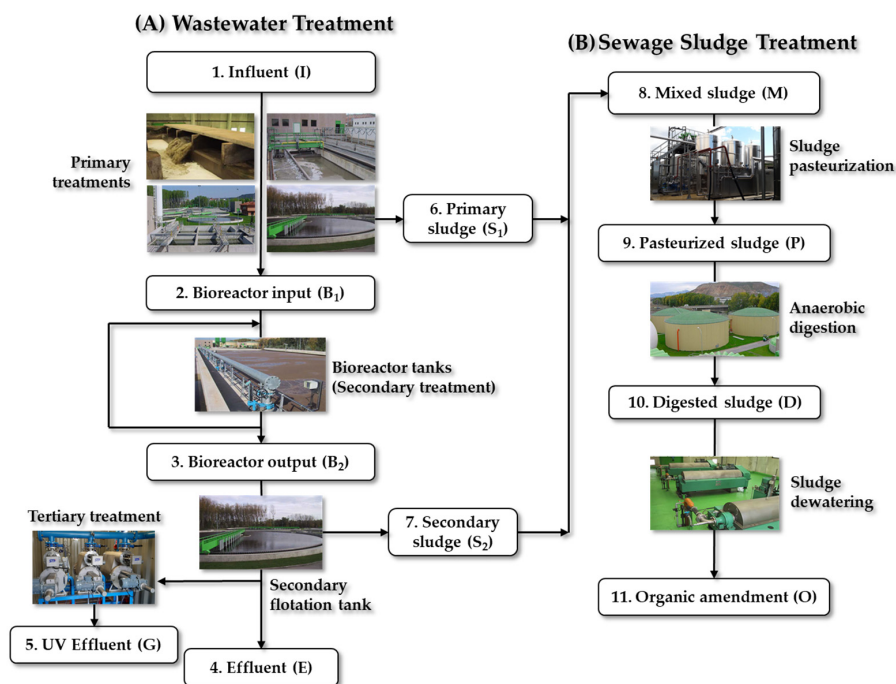 (A) Wastewater Treatment
1. Influent (I)
Primary
treatments
6. Primary
sludge (S₁)
2. Bioreactor input (B₁)
Bioreactor tanks
(Secondary treatment)
3. Bioreactor output (B₂)
Tertiary treatment
7. Secondary
sludge (S₂)
Secondary
flotation tank
5. UV Effluent (G)
4. Effluent (E)
(B) Sewage Sludge Treatment
8. Mixed sludge (M)
Sludge
pasteurization
9. Pasteurized sludge (P)
Anaerobic
digestion
10. Digested sludge (D)
Sludge
dewatering
11. Organic amendment (O)